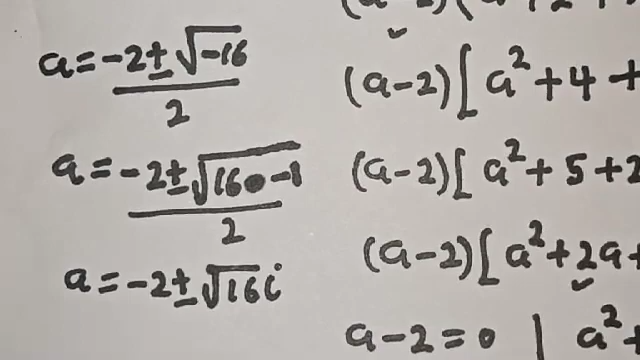 a = -2 ± √-16
2
a = -2 ± √16 • -1
2
a = -2 ± √16 i
(a-2)[a² + 4 +
(a-2)[a² + 5 + 2
(a-2)[a² + 2a +
a - 2 = 0 | a² +